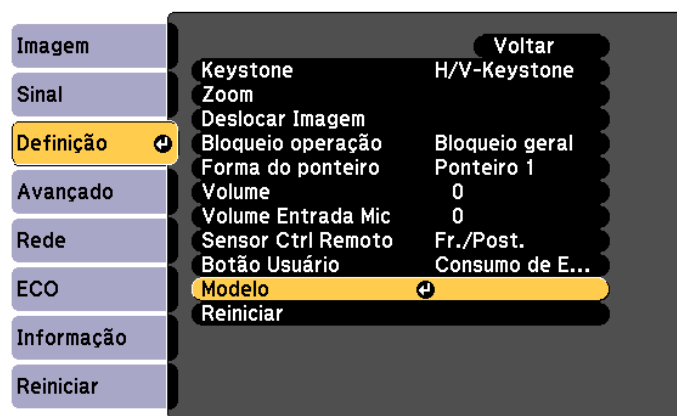 Imagem
Sinal
Definição
Avançado
Rede
ECO
Informação
Reiniciar
Voltar
Keystone H/V-Keystone
Zoom
Deslocar Imagem
Bloqueio operação Bloqueio geral
Forma do ponteiro Ponteiro 1
Volume 0
Volume Entrada Mic 0
Sensor Ctrl Remoto Fr./Post.
Botão Usuário Consumo de E...
Modelo
Reiniciar